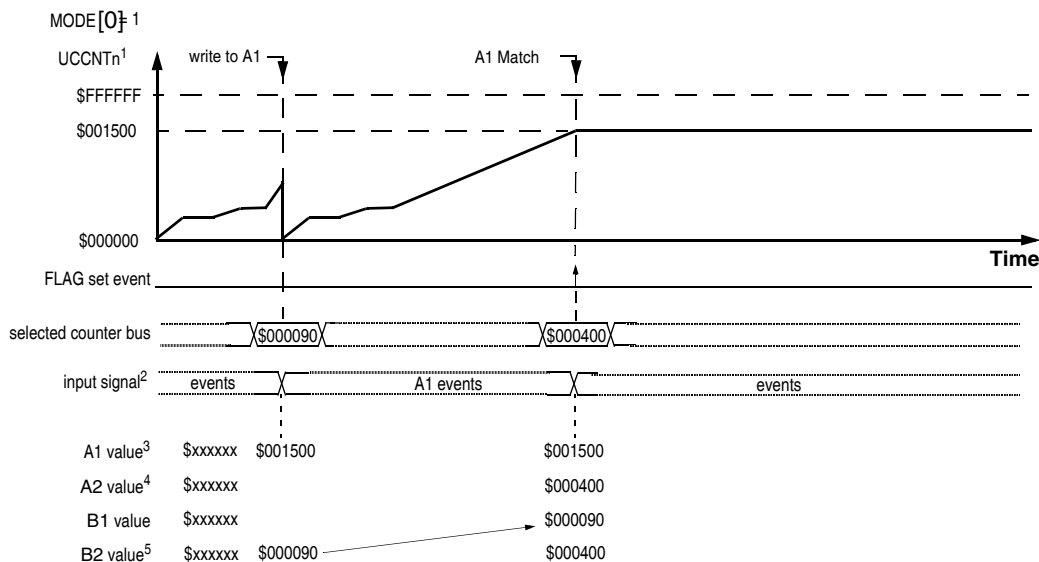 MODE[0]= 1
UCCNTn1
write to A1
A1 Match
$FFFFFF
$001500
$000000
Time
FLAG set event
selected counter bus $000090 $000400
input signal2 events A1 events events
A1 value3 $xxxxxx $001500 $001500
A2 value4 $xxxxxx $000400
B1 value $xxxxxx $000090
B2 value5 $xxxxxx $000090 $000400